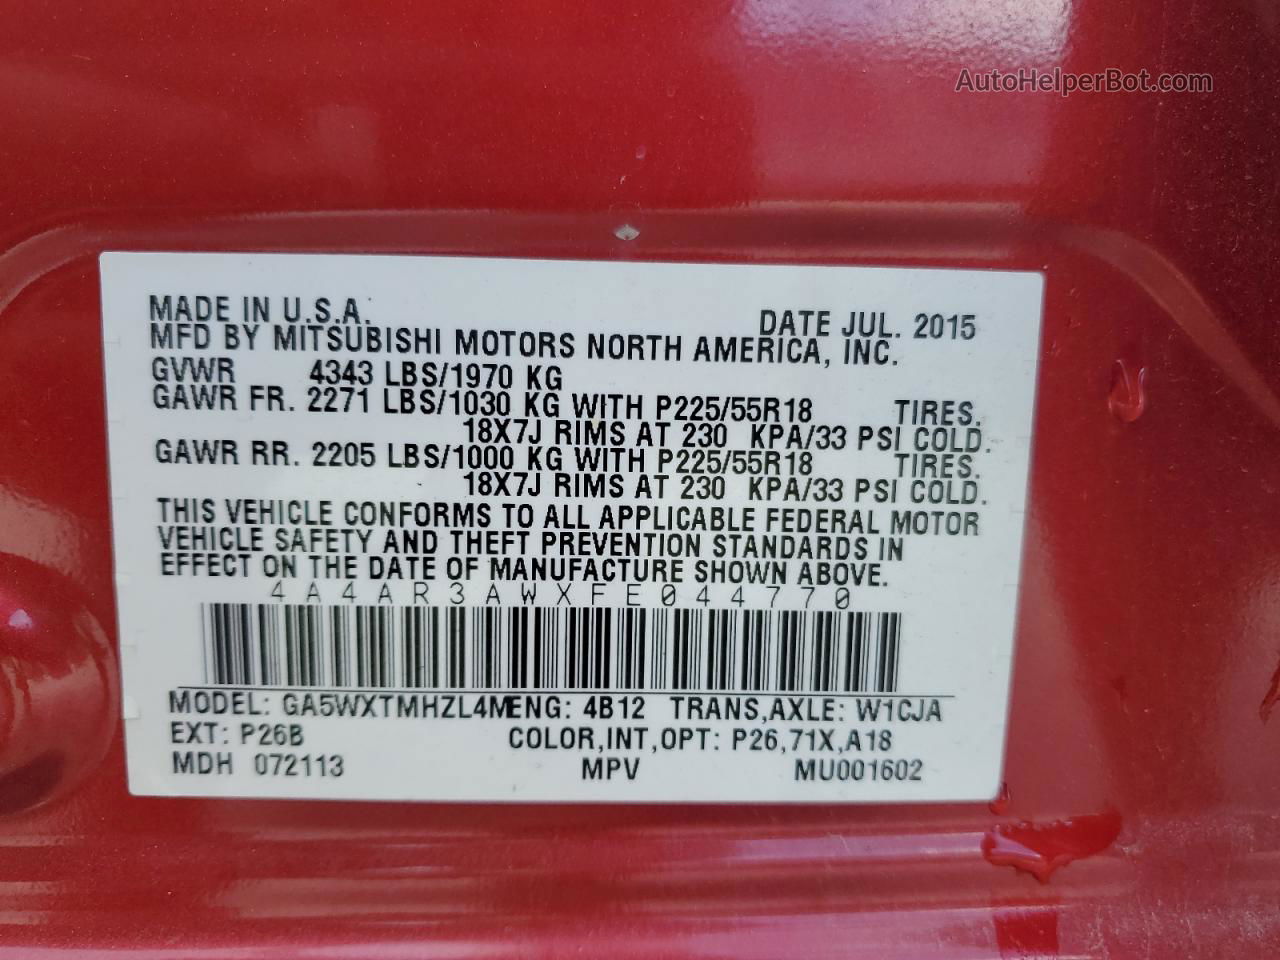 AutoHelperBot.com
MADE IN U.S.A. DATE JUL. 2015
MFD BY MITSUBISHI MOTORS NORTH AMERICA, INC.
GVWR 4343 LBS/1970 KG
GAWR FR. 2271 LBS/1030 KG WITH P225/55R18 TIRES.
18X7J RIMS AT 230 KPA/33 PSI COLD.
GAWR RR. 2205 LBS/1000 KG WITH P225/55R18 TIRES.
18X7J RIMS AT 230 KPA/33 PSI COLD.
THIS VEHICLE CONFORMS TO ALL APPLICABLE FEDERAL MOTOR
VEHICLE SAFETY AND THEFT PREVENTION STANDARDS IN
EFFECT ON THE DATE OF MANUFACTURE SHOWN ABOVE.
4A4AR3AWXFE044770
MODEL: GA5WXTMHZL4M ENG: 4B12 TRANS,AXLE: W1CJA
EXT: P26B COLOR,INT,OPT: P26,71X,A18
MDH 072113 MPV MU001602